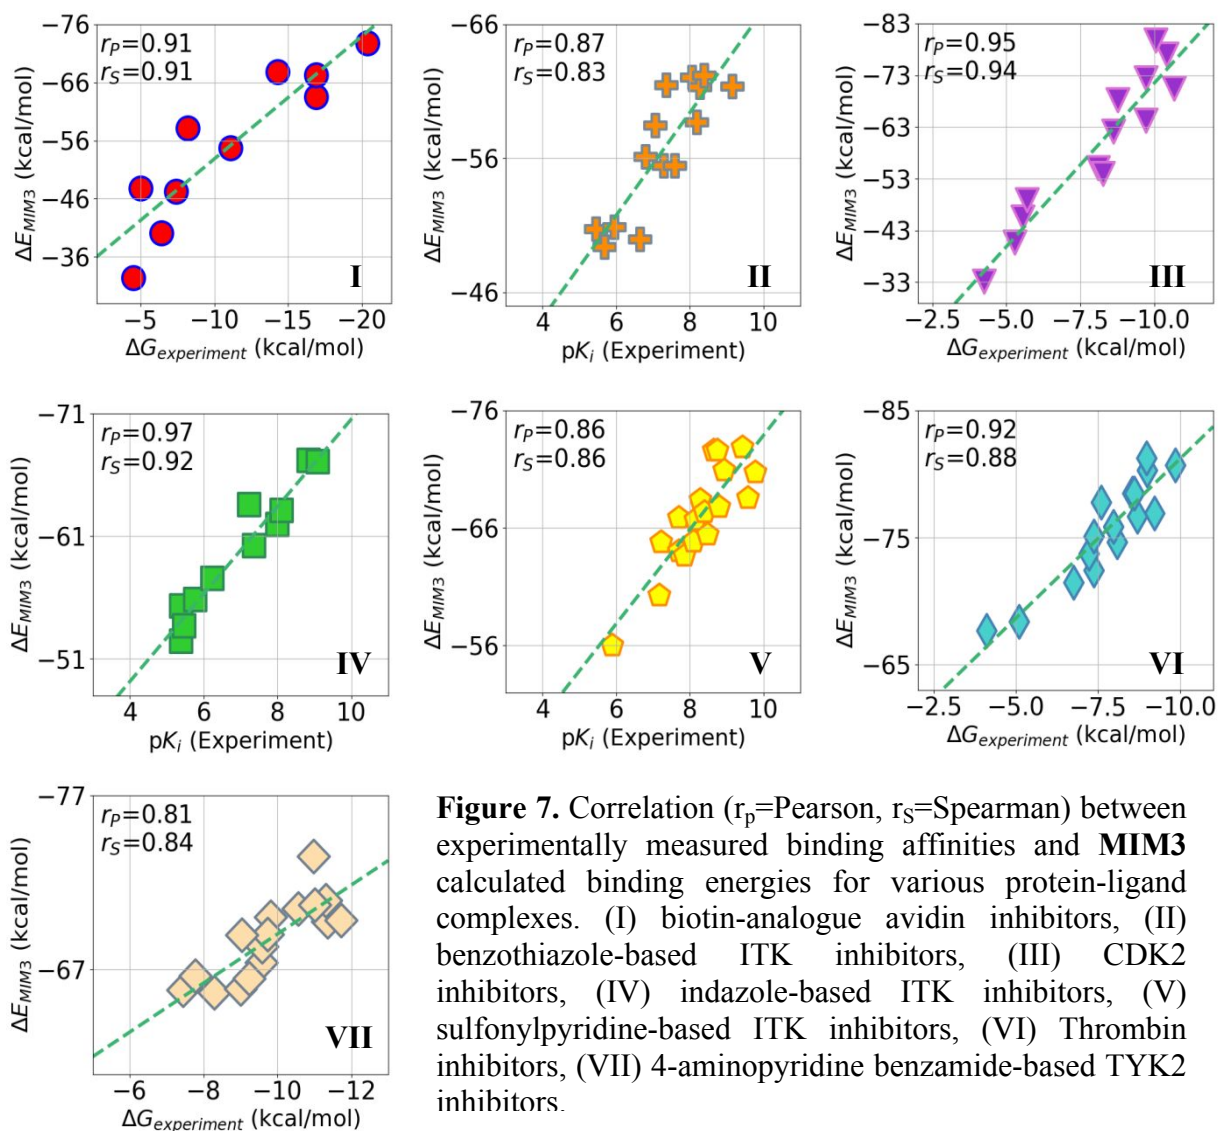 −76
−66
−56
−46
−36
ΔE_MIM3 (kcal/mol)
r_P=0.91
r_S=0.91
I
−5 −10 −15 −20
ΔG_experiment (kcal/mol)
−66
−56
−46
ΔE_MIM3 (kcal/mol)
r_P=0.87
r_S=0.83
II
4 6 8 10
pK_i (Experiment)
−83
−73
−63
−53
−43
−33
ΔE_MIM3 (kcal/mol)
r_P=0.95
r_S=0.94
III
−2.5 −5.0 −7.5 −10.0
ΔG_experiment (kcal/mol)
−71
−61
−51
ΔE_MIM3 (kcal/mol)
r_P=0.97
r_S=0.92
IV
4 6 8 10
pK_i (Experiment)
−76
−66
−56
ΔE_MIM3 (kcal/mol)
r_P=0.86
r_S=0.86
V
4 6 8 10
pK_i (Experiment)
−85
−75
−65
ΔE_MIM3 (kcal/mol)
r_P=0.92
r_S=0.88
VI
−2.5 −5.0 −7.5 −10.0
ΔG_experiment (kcal/mol)
−77
−67
ΔE_MIM3 (kcal/mol)
r_P=0.81
r_S=0.84
VII
−6 −8 −10 −12
ΔG_experiment (kcal/mol)
Figure 7. Correlation (r_p=Pearson, r_S=Spearman) between
experimentally measured binding affinities and MIM3
calculated binding energies for various protein-ligand
complexes. (I) biotin-analogue avidin inhibitors, (II)
benzothiazole-based ITK inhibitors, (III) CDK2
inhibitors, (IV) indazole-based ITK inhibitors, (V)
sulfonylpyridine-based ITK inhibitors, (VI) Thrombin
inhibitors, (VII) 4-aminopyridine benzamide-based TYK2
inhibitors.